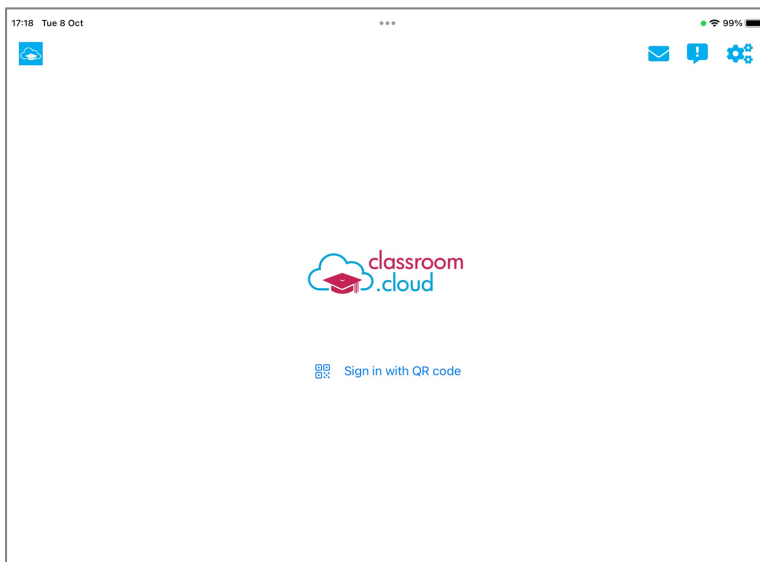 17:18 Tue 8 Oct
99%
classroom
.cloud
Sign in with QR code